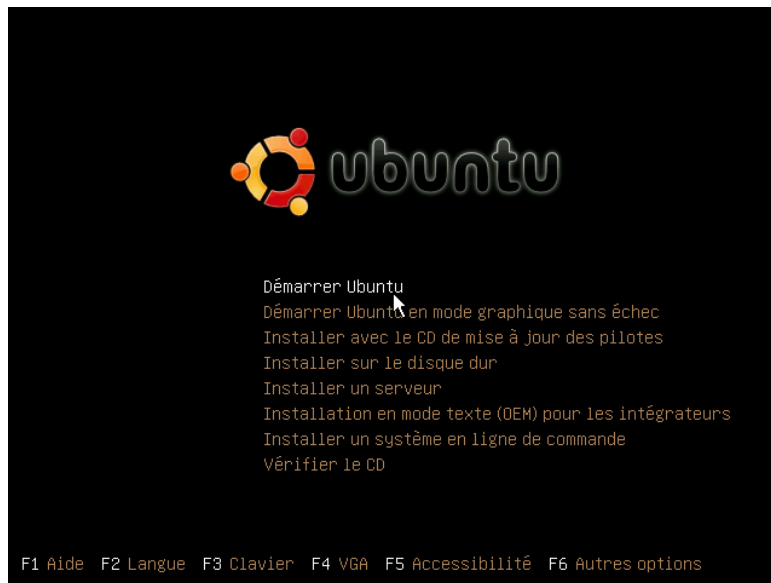 ubuntu
Démarrer Ubuntu
Démarrer Ubuntu en mode graphique sans échec
Installer avec le CD de mise à jour des pilotes
Installer sur le disque dur
Installer un serveur
Installation en mode texte (OEM) pour les intégrateurs
Installer un système en ligne de commande
Vérifier le CD
F1 Aide F2 Langue F3 Clavier F4 VGA F5 Accessibilité F6 Autres options